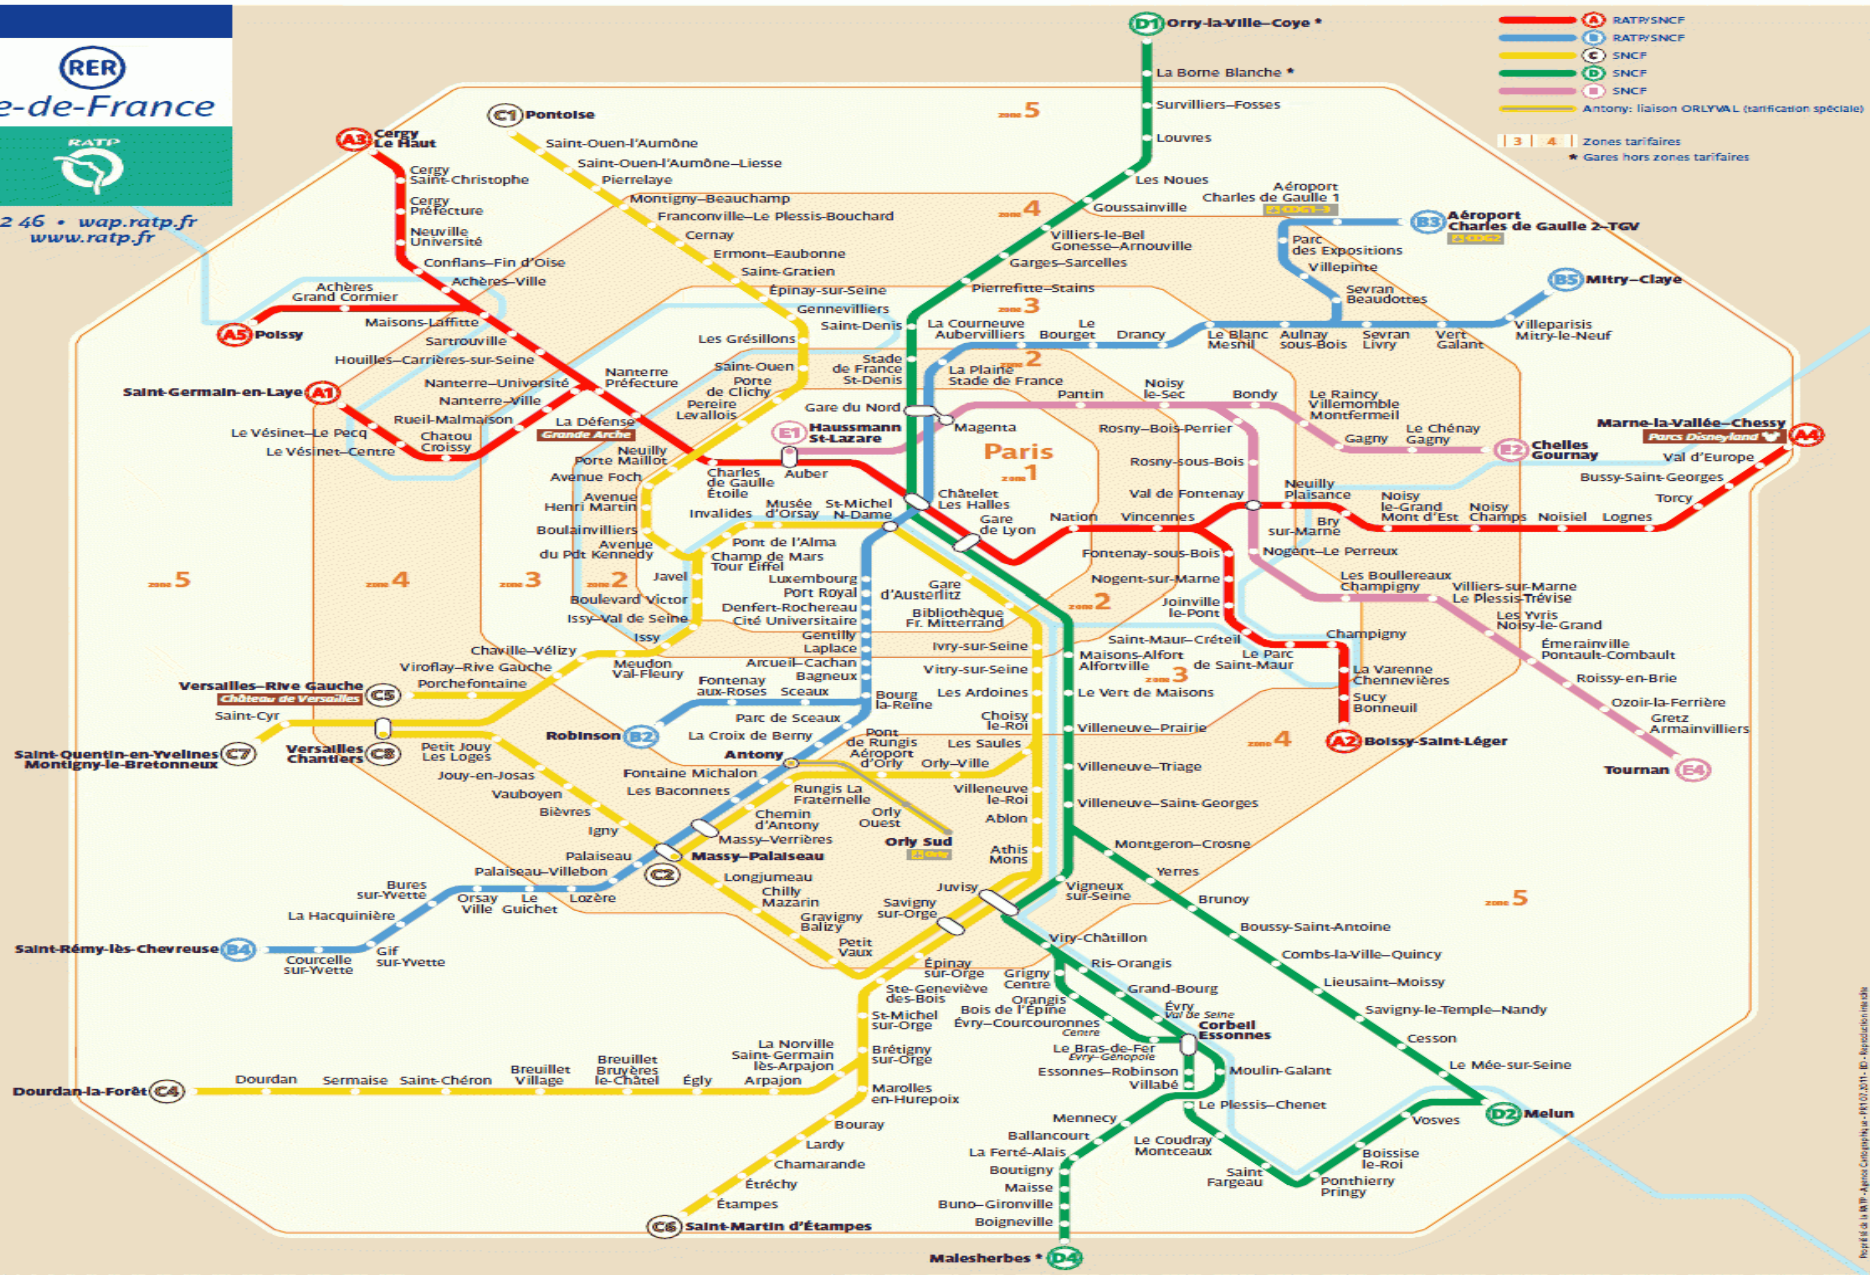 RER
e-de-France
RATP
2 46 • wap.ratp.fr
www.ratp.fr
A RATP/SNCF
B RATP/SNCF
C SNCF
D SNCF
E SNCF
Antony: liaison ORLYVAL (tarification spéciale)
3 4 Zones tarifaires
* Gares hors zones tarifaires
D1 Orry-la-Ville–Coye *
La Borne Blanche *
Survilliers–Fosses
Louvres
Les Noues
Goussainville
Villiers-le-Bel
Gonesse–Arnouville
Garges–Sarcelles
Pierrefitte–Stains
Saint-Denis
Stade
de France
St-Denis
Gare du Nord
zone 5
zone 4
zone 3
zone 2
Paris
zone 1
C1 Pontoise
Saint-Ouen-l'Aumône
Saint-Ouen-l'Aumône–Liesse
Pierrelaye
Montigny–Beauchamp
Franconville–Le Plessis-Bouchard
Cernay
Ermont–Eaubonne
Saint-Gratien
Épinay-sur-Seine
Gennevilliers
Les Grésillons
Saint-Ouen
Porte
de Clichy
Pereire
Levallois
Neuilly
Porte Maillot
Avenue Foch
Avenue
Henri Martin
Boulainvilliers
Avenue
du Pdt Kennedy
A3 Cergy
Le Haut
Cergy
Saint-Christophe
Cergy
Préfecture
Neuville
Université
Conflans–Fin d'Oise
Achères–Ville
Achères
Grand Cormier
A5 Poissy
Maisons-Laffitte
Sartrouville
Houilles–Carrières-sur-Seine
Nanterre–Université
Nanterre
Préfecture
Nanterre–Ville
Rueil-Malmaison
La Défense
Grande Arche
Saint-Germain-en-Laye A1
Le Vésinet–Le Pecq
Le Vésinet–Centre
Chatou
Croissy
Charles
de Gaulle
Étoile
Auber
E1 Haussmann
St-Lazare
Magenta
Châtelet
Les Halles
Gare
de Lyon
Nation
Vincennes
Aéroport
Charles de Gaulle 1
CDG1–3
B3 Aéroport
Charles de Gaulle 2–TGV
CDG2
Parc
des Expositions
Villepinte
Sevran
Beaudottes
B5 Mitry–Claye
Villeparisis
Mitry-le-Neuf
Vert
Galant
Sevran
Livry
Aulnay
sous-Bois
Le Blanc
Mesnil
Drancy
Le
Bourget
La Courneuve
Aubervilliers
La Plaine
Stade de France
Pantin
Noisy
le-Sec
Bondy
Le Raincy
Villemomble
Montfermeil
Gagny
Le Chénay
Gagny
E2 Chelles
Gournay
Rosny–Bois-Perrier
Rosny-sous-Bois
Val de Fontenay
Neuilly
Plaisance
Bry
sur-Marne
Noisy
le-Grand
Mont d'Est
Noisy
Champs
Noisiel
Lognes
Torcy
Bussy-Saint-Georges
Val d'Europe
Marne-la-Vallée–Chessy
Parcs Disneyland
A4
Nogent–Le Perreux
Les Boullereaux
Champigny
Villiers-sur-Marne
Le Plessis-Trévise
Les Yvris
Noisy-le-Grand
Émerainville
Pontault-Combault
Roissy-en-Brie
Ozoir-la-Ferrière
Gretz
Armainvilliers
Tournan E4
Fontenay-sous-Bois
Nogent-sur-Marne
Joinville
le-Pont
Saint-Maur–Créteil
Le Parc
de Saint-Maur
Champigny
La Varenne
Chennevières
Sucy
Bonneuil
A2 Boissy-Saint-Léger
zone 5
zone 4
zone 3
zone 2
zone 2
zone 3
zone 4
zone 5
Invalides
Musée
d'Orsay
St-Michel
N-Dame
Pont de l'Alma
Champ de Mars
Tour Eiffel
Javel
Boulevard Victor
Issy–Val de Seine
Issy
Meudon
Val-Fleury
Chaville–Vélizy
Viroflay–Rive Gauche
Porchefontaine
Versailles–Rive Gauche
Château de Versailles
C5
Saint-Cyr
Saint-Quentin-en-Yvelines
Montigny-le-Bretonneux
C7
Versailles
Chantiers
C8
Petit Jouy
Les Loges
Jouy-en-Josas
Vauboyen
Bièvres
Igny
Luxembourg
Port Royal
Denfert-Rochereau
Cité Universitaire
Gentilly
Laplace
Arcueil–Cachan
Bagneux
Bourg
la-Reine
Fontenay
aux-Roses
Sceaux
Robinson B2
Parc de Sceaux
La Croix de Berny
Antony
Fontaine Michalon
Les Baconnets
Massy–Verrières
C2
Massy–Palaiseau
Palaiseau
Palaiseau–Villebon
Lozère
Le
Guichet
Orsay
Ville
Bures
sur-Yvette
La Hacquinière
Gif
sur-Yvette
Courcelle
sur-Yvette
Saint-Rémy-lès-Chevreuse B4
Gare
d'Austerlitz
Bibliothèque
Fr. Mitterrand
Ivry-sur-Seine
Vitry-sur-Seine
Les Ardoines
Choisy
le-Roi
Les Saules
Orly–Ville
Pont
de Rungis
Aéroport
d'Orly
Rungis La
Fraternelle
Chemin
d'Antony
Orly
Ouest
Orly Sud
Orly
Villeneuve
le-Roi
Ablon
Athis
Mons
Juvisy
Savigny
sur-Orge
Longjumeau
Chilly
Mazarin
Gravigny
Balizy
Petit
Vaux
Épinay
sur-Orge
Ste-Geneviève
des-Bois
St-Michel
sur-Orge
Brétigny
sur-Orge
Marolles
en-Hurepoix
Bouray
Lardy
Chamarande
Étréchy
Étampes
C6 Saint-Martin d'Étampes
La Norville
Saint-Germain
lès-Arpajon
Arpajon
Égly
Breuillet
Bruyères
le-Châtel
Breuillet
Village
Saint-Chéron
Sermaise
Dourdan
Dourdan-la-Forêt C4
Maisons-Alfort
Alfortville
Le Vert de Maisons
Villeneuve–Prairie
Villeneuve–Triage
Villeneuve–Saint-Georges
Montgeron–Crosne
Yerres
Brunoy
Boussy-Saint-Antoine
Combs-la-Ville–Quincy
Lieusaint–Moissy
Savigny-le-Temple–Nandy
Cesson
Le Mée-sur-Seine
D2 Melun
Vosves
Boissise
le-Roi
Ponthierry
Pringy
Saint
Fargeau
Le Coudray
Montceaux
Le Plessis–Chenet
Vigneux
sur-Seine
Viry-Châtillon
Ris-Orangis
Grand-Bourg
Évry
Val de Seine
Corbeil
Essonnes
Grigny
Centre
Orangis
Bois de l'Épine
Évry–Courcouronnes
Centre
Le Bras-de-Fer
Évry–Génopole
Essonnes–Robinson
Villabé
Moulin-Galant
Mennecy
Ballancourt
La Ferté-Alais
Boutigny
Maisse
Buno–Gironville
Boigneville
Malesherbes * D4